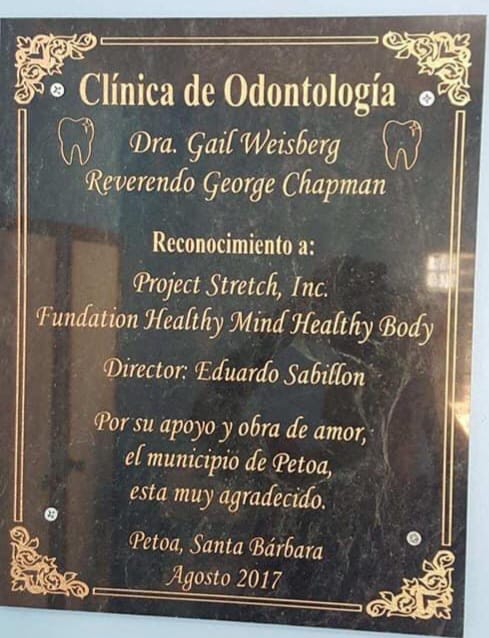 Clínica de Odontología
Dra. Gail Weisberg
Reverendo George Chapman
Reconocimiento a:
Project Stretch, Inc.
Fundation Healthy Mind Healthy Body
Director: Eduardo Sabillon
Por su apoyo y obra de amor,
el municipio de Petoa,
esta muy agradecido.
Petoa, Santa Bárbara
Agosto 2017